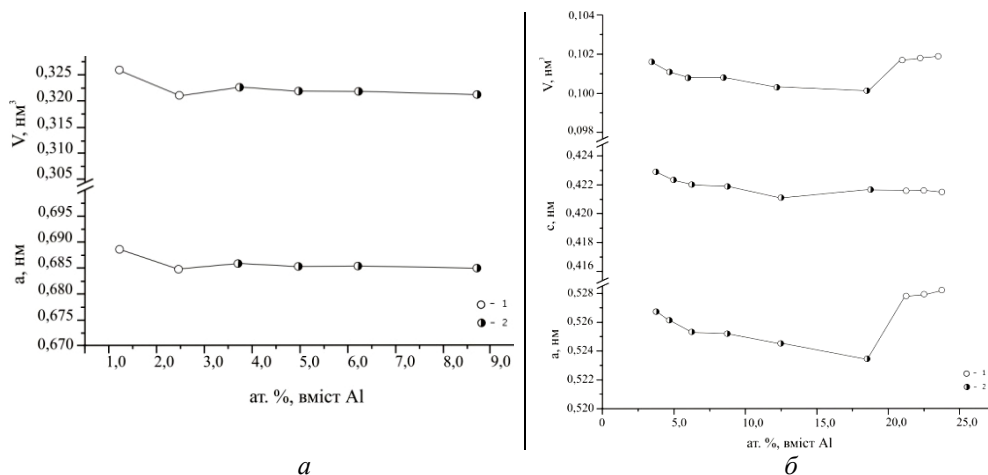 V, нм³
0,325
0,320
0,315
0,310
0,305
a, нм
0,695
0,690
0,685
0,680
0,675
0,670
1,0 2,0 3,0 4,0 5,0 6,0 7,0 8,0 9,0
ат. %, вміст Al
- 1
- 2
а
V, нм³
0,104
0,102
0,100
0,098
c, нм
0,424
0,422
0,420
0,418
0,416
a, нм
0,528
0,526
0,524
0,522
0,520
5,0 10,0 15,0 20,0 25,0
ат. %, вміст Al
- 1
- 2
б